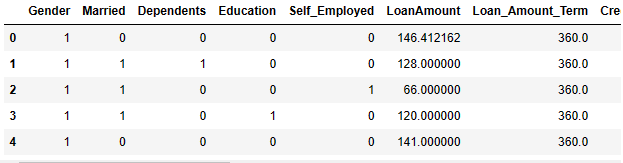 Gender Married Dependents Education Self_Employed LoanAmount Loan_Amount_Term Cre
0 1 0 0 0 0 146.412162 360.0
1 1 1 1 0 0 128.000000 360.0
2 1 1 0 0 1 66.000000 360.0
3 1 1 0 1 0 120.000000 360.0
4 1 0 0 0 0 141.000000 360.0